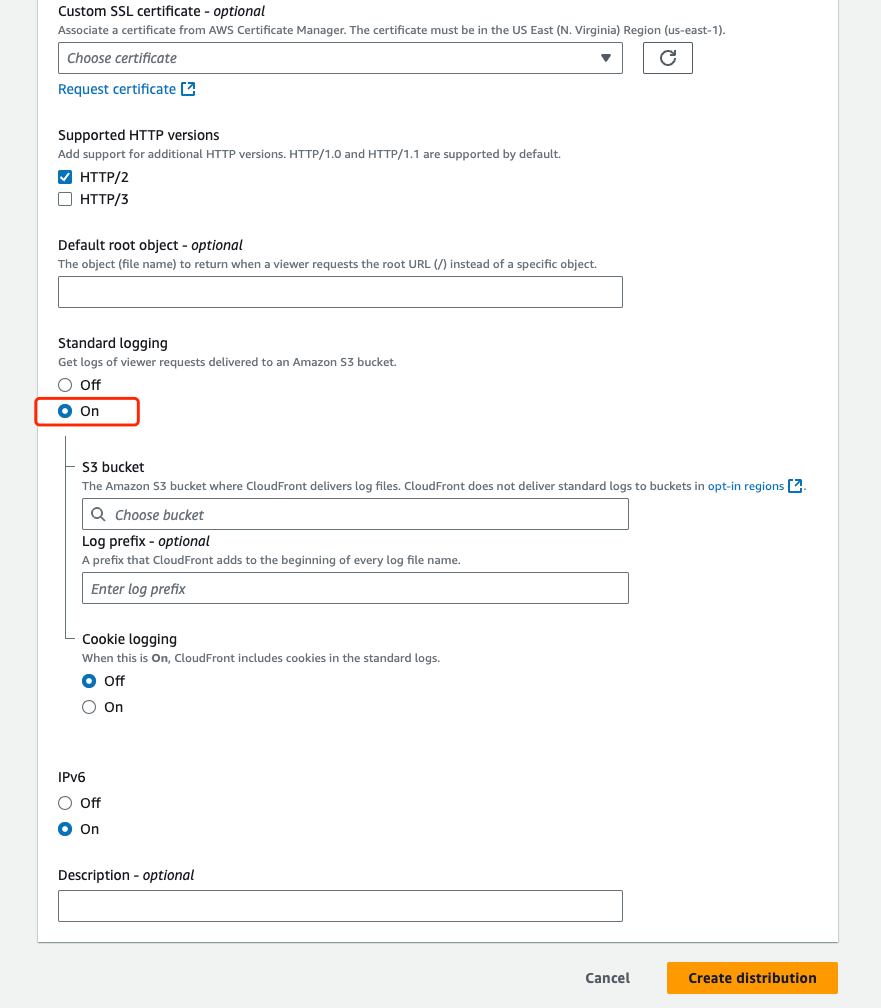 Custom SSL certificate - optional
Associate a certificate from AWS Certificate Manager. The certificate must be in the US East (N. Virginia) Region (us-east-1).
Choose certificate
Request certificate
Supported HTTP versions
Add support for additional HTTP versions. HTTP/1.0 and HTTP/1.1 are supported by default.
HTTP/2
HTTP/3
Default root object - optional
The object (file name) to return when a viewer requests the root URL (/) instead of a specific object.
Standard logging
Get logs of viewer requests delivered to an Amazon S3 bucket.
Off
On
S3 bucket
The Amazon S3 bucket where CloudFront delivers log files. CloudFront does not deliver standard logs to buckets in opt-in regions.
Choose bucket
Log prefix - optional
A prefix that CloudFront adds to the beginning of every log file name.
Enter log prefix
Cookie logging
When this is On, CloudFront includes cookies in the standard logs.
Off
On
IPv6
Off
On
Description - optional
Cancel
Create distribution